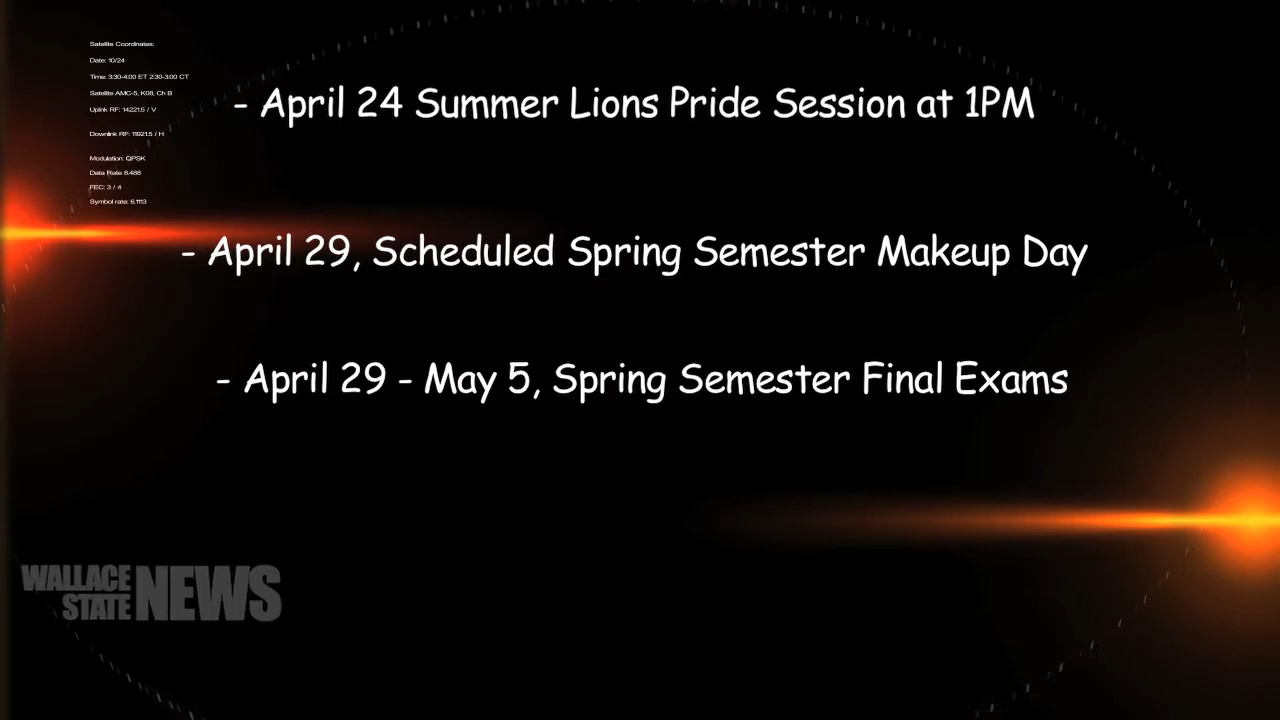 Satellite Coordinates:
Date: 10/24
Time: 3:30-4:00 ET 2:30-3:00 CT
Satellite AMC-5, K08, Ch B
Uplink RF: 14221.5 / V
Downlink RF: 11921.5 / H
Modulation: QPSK
Data Rate 8.488
FEC: 3 / 4
Symbol rate: 6.1113
- April 24 Summer Lions Pride Session at 1PM
- April 29, Scheduled Spring Semester Makeup Day
- April 29 - May 5, Spring Semester Final Exams
WALLACE
STATE NEWS